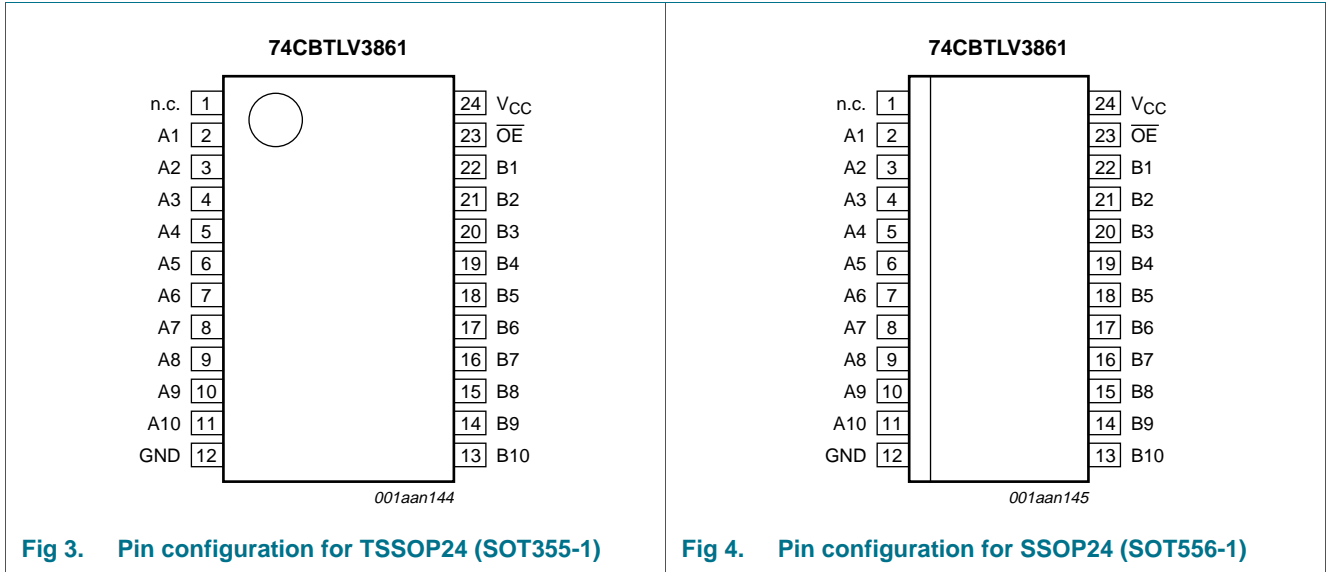 74CBTLV3861
n.c. 1
A1 2
A2 3
A3 4
A4 5
A5 6
A6 7
A7 8
A8 9
A9 10
A10 11
GND 12
24 VCC
23 OE
22 B1
21 B2
20 B3
19 B4
18 B5
17 B6
16 B7
15 B8
14 B9
13 B10
001aan144
Fig 3. Pin configuration for TSSOP24 (SOT355-1)
74CBTLV3861
n.c. 1
A1 2
A2 3
A3 4
A4 5
A5 6
A6 7
A7 8
A8 9
A9 10
A10 11
GND 12
24 VCC
23 OE
22 B1
21 B2
20 B3
19 B4
18 B5
17 B6
16 B7
15 B8
14 B9
13 B10
001aan145
Fig 4. Pin configuration for SSOP24 (SOT556-1)